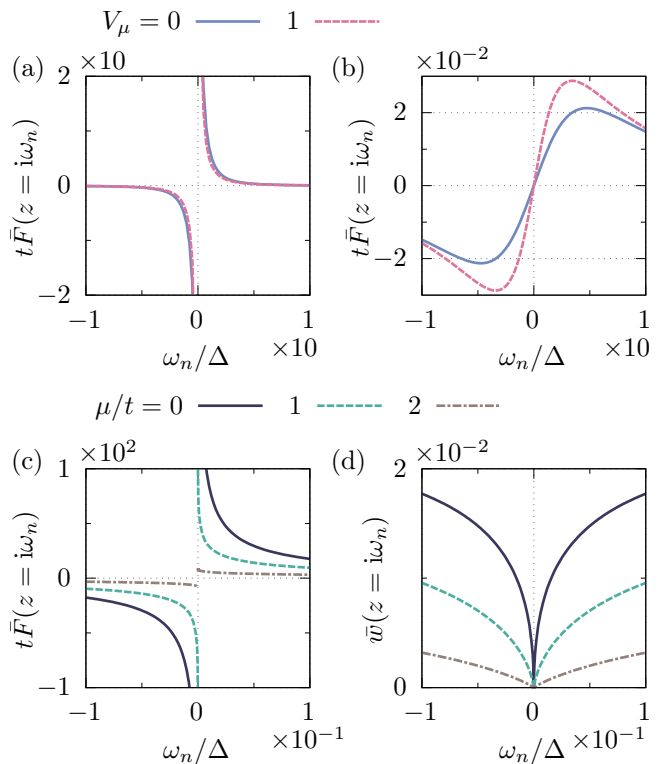 V_μ = 0 1
(a) ×10 (b) ×10⁻²
2 2
tF̄(z = iω_n) 0 tF̄(z = iω_n) 0
−2 −2
−1 0 1 −1 0 1
ω_n/Δ ×10 ω_n/Δ ×10
μ/t = 0 1 2
(c) ×10² (d) ×10⁻²
1 2
tF̄(z = iω_n) 0 w̄(z = iω_n)
−1 0
−1 0 1 −1 0 1
ω_n/Δ ×10⁻¹ ω_n/Δ ×10⁻¹